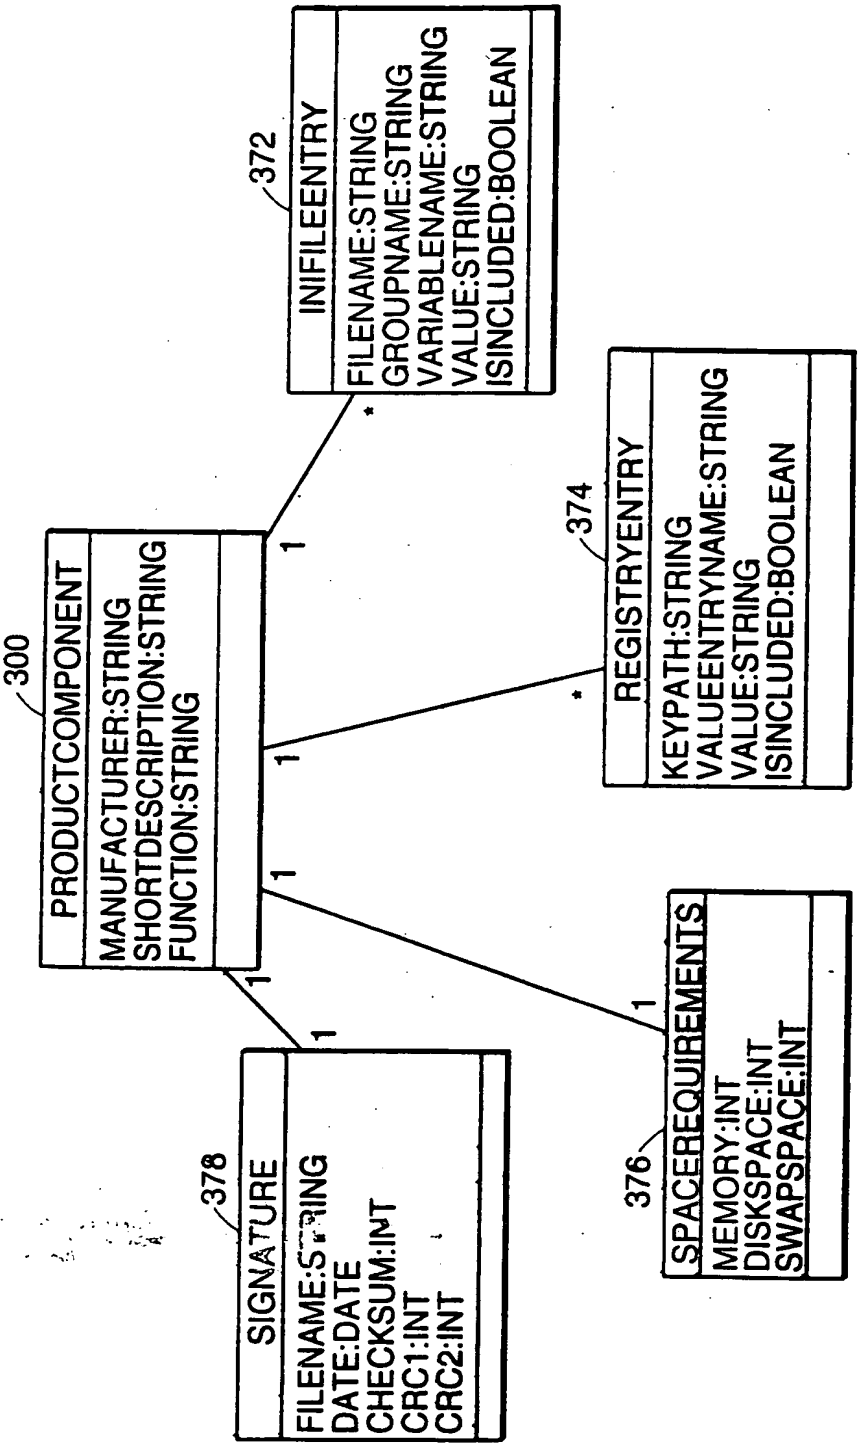 300
PRODUCTCOMPONENT
MANUFACTURER:STRING
SHORTDESCRIPTION:STRING
FUNCTION:STRING
1
1
1
1
378
SIGNATURE
FILENAME:STRING
DATE:DATE
CHECKSUM:INT
CRC1:INT
CRC2:INT
1
376
SPACEREQUIREMENTS
MEMORY:INT
DISKSPACE:INT
SWAPSPACE:INT
1
374
REGISTRYENTRY
KEYPATH:STRING
VALUEENTRYNAME:STRING
VALUE:STRING
ISINCLUDED:BOOLEAN
*
372
INIFILEENTRY
FILENAME:STRING
GROUPNAME:STRING
VARIABLENAME:STRING
VALUE:STRING
ISINCLUDED:BOOLEAN
*